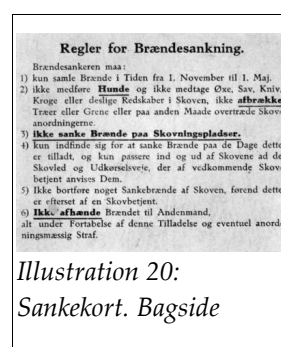 Regler for Brændesankning.
Brændesankeren maa:
1) kun samle Brænde i Tiden fra 1. November til 1. Maj.
2) ikke medføre Hunde og ikke medtage Øxe, Sav, Kniv,
Kroge eller deslige Redskaber i Skoven, ikke afbrække
Træer eller Grene eller paa anden Maade overtræde Skov-
anordningerne.
3) ikke sanke Brænde paa Skovningspladser.
4) kun indfinde sig for at sanke Brænde paa de Dage dette
er tilladt, og kun passere ind og ud af Skovene ad de
Skovled og Udkørselsveje, der af vedkommende Skov-
betjent anvises Dem.
5) Ikke bortføre noget Sankebrænde af Skoven, førend dette
er efterset af en Skovbetjent.
6) Ikke afhænde Brændet til Andenmand,
alt under Fortabelse af denne Tilladelse og eventuel anord-
ningsmæssig Straf.
Illustration 20:
Sankekort. Bagside